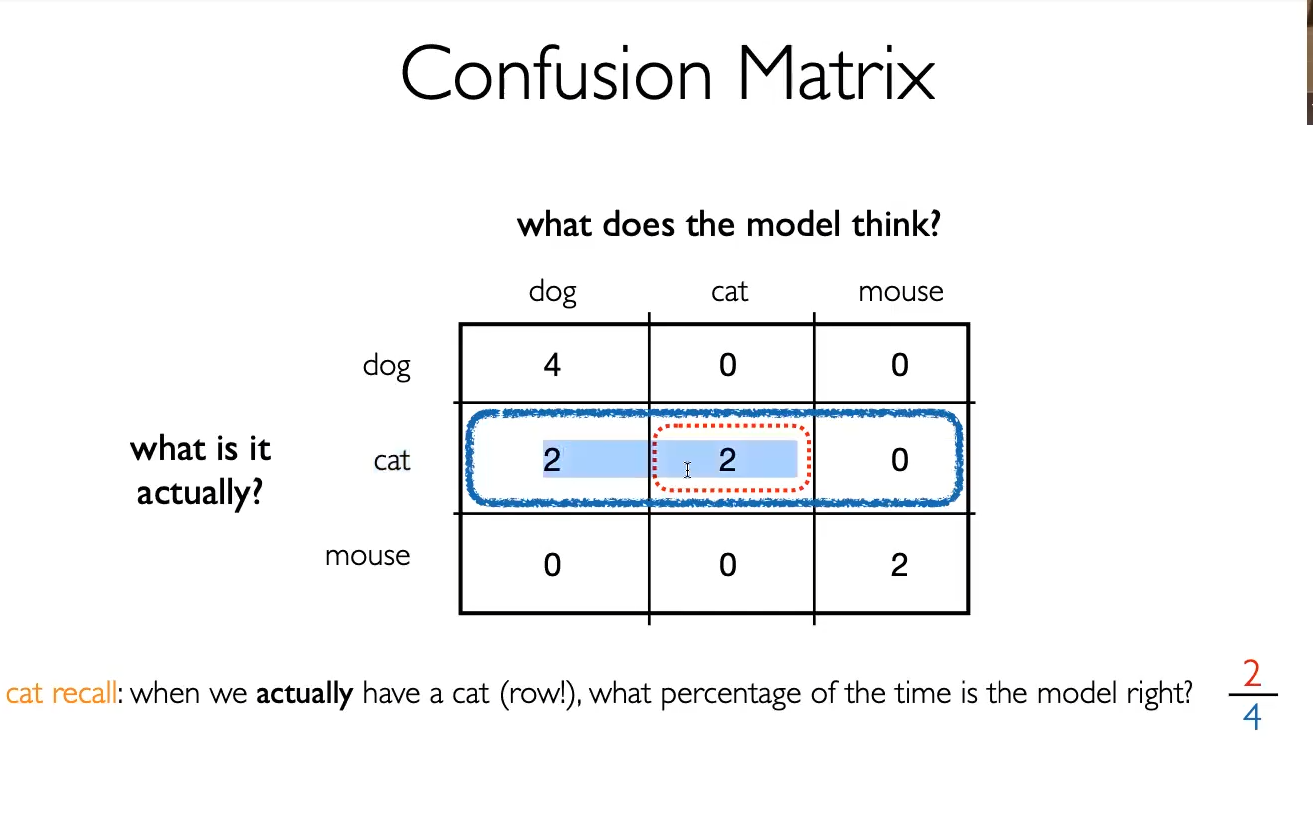 Confusion Matrix
what does the model think?
dog cat mouse
dog 4 0 0
what is it
actually?
cat 2 2 0
mouse 0 0 2
cat recall: when we actually have a cat (row!), what percentage of the time is the model right?
2
4